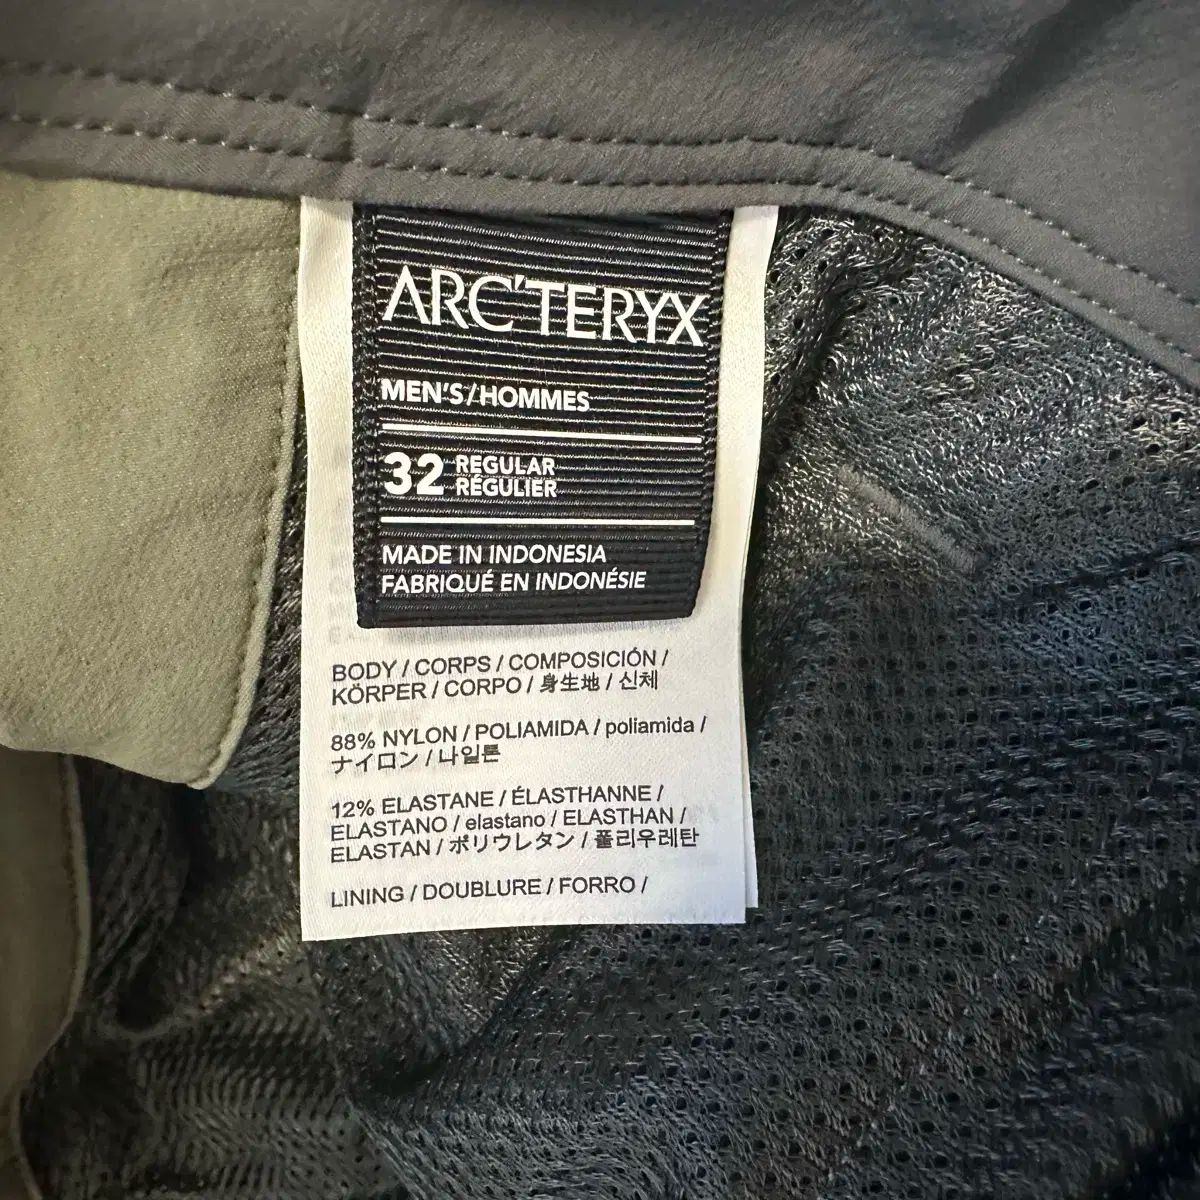 ARC'TERYX
MEN'S/HOMMES
32 REGULAR
RÉGULIER
MADE IN INDONESIA
FABRIQUÉ EN INDONÉSIE
BODY / CORPS / COMPOSICIÓN /
KÖRPER / CORPO / 身生地 / 신체
88% NYLON / POLIAMIDA / poliamida /
ナイロン / 나일론
12% ELASTANE / ÉLASTHANNE /
ELASTANO / elastano / ELASTHAN /
ELASTAN / ポリウレタン / 폴리우레탄
LINING / DOUBLURE / FORRO /